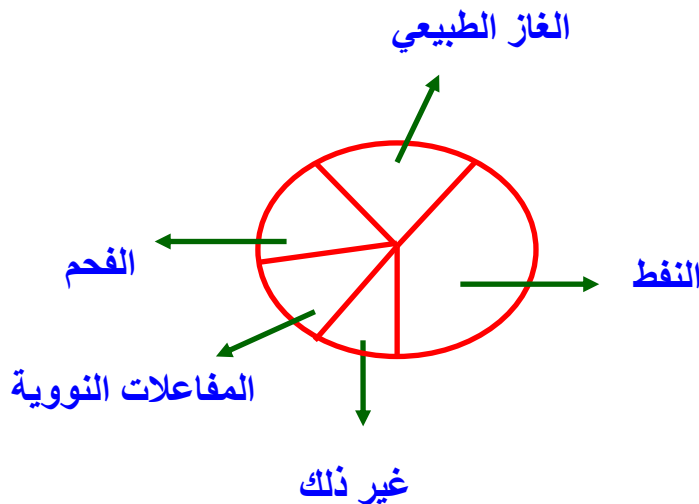 الغاز الطبيعي
النفط
الفحم
المفاعلات النووية
غير ذلك